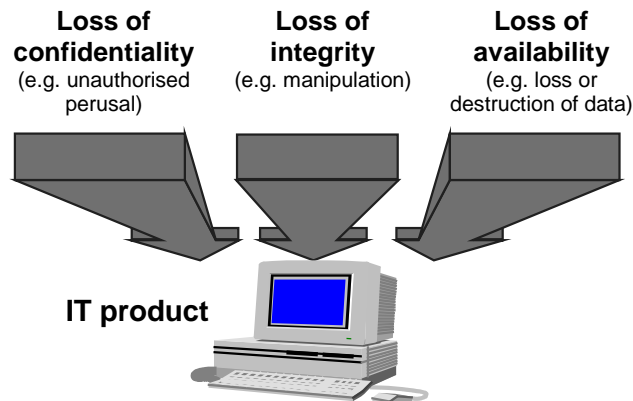 Loss of
confidentiality
(e.g. unauthorised
perusal)
Loss of
integrity
(e.g. manipulation)
Loss of
availability
(e.g. loss or
destruction of data)
IT product